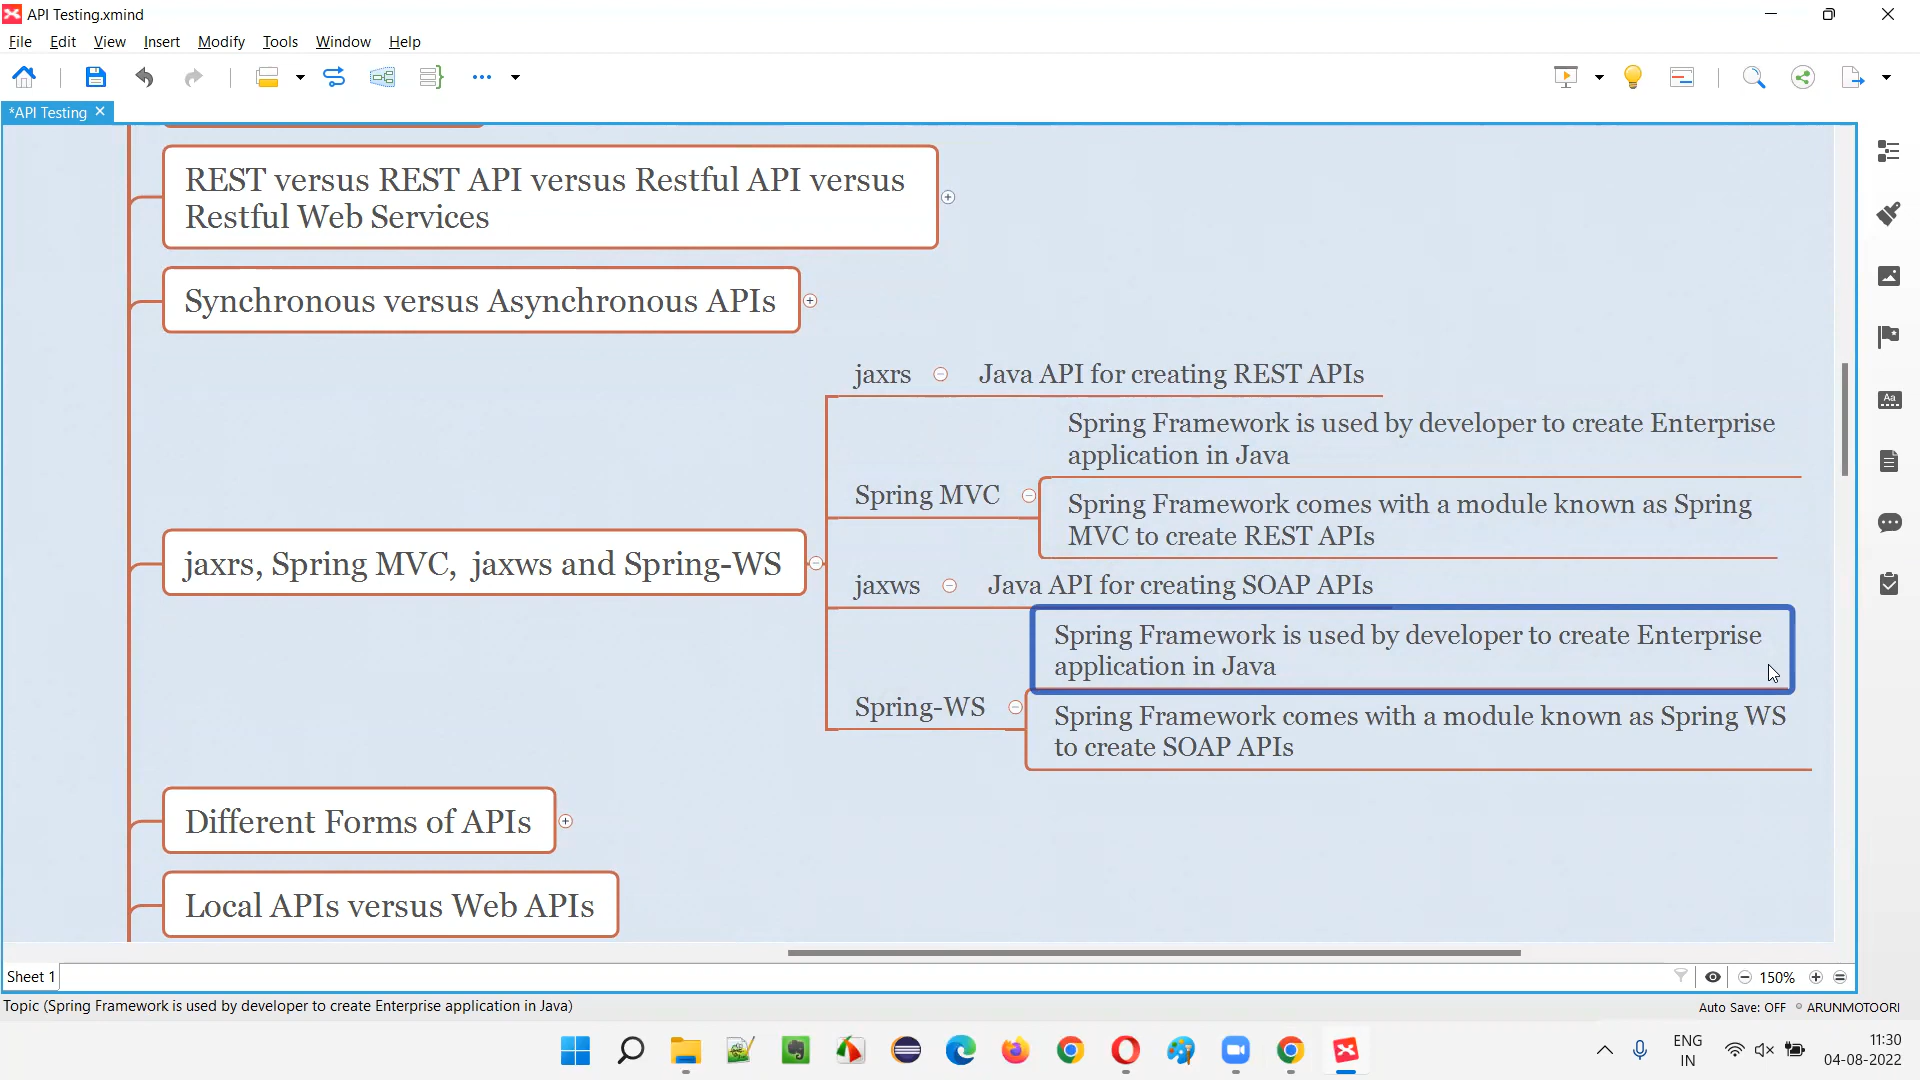 API Testing.xmind
File Edit View Insert Modify Tools Window Help
*API Testing
REST versus REST API versus Restful API versus
Restful Web Services
Synchronous versus Asynchronous APIs
jaxrs Java API for creating REST APIs
Spring Framework is used by developer to create Enterprise
application in Java
Spring MVC
Spring Framework comes with a module known as Spring
MVC to create REST APIs
jaxrs, Spring MVC, jaxws and Spring-WS
jaxws Java API for creating SOAP APIs
Spring Framework is used by developer to create Enterprise
application in Java
Spring-WS
Spring Framework comes with a module known as Spring WS
to create SOAP APIs
Different Forms of APIs
Local APIs versus Web APIs
Aa
Sheet 1
150%
Topic (Spring Framework is used by developer to create Enterprise application in Java)
Auto Save: OFF ARUNMOTOORI
ENG
IN
11:30
04-08-2022